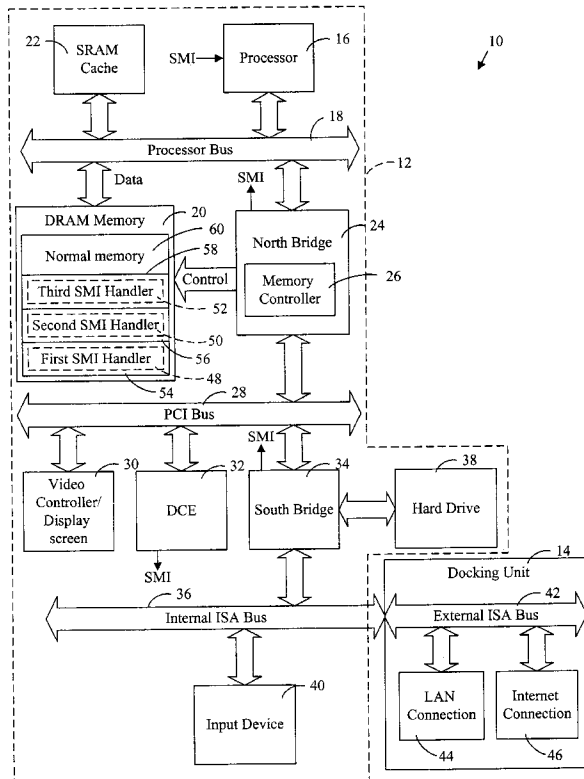 22
SRAM
Cache
SMI
Processor
16
10
18
Processor Bus
12
Data
SMI
DRAM Memory
20
60
Normal memory
58
Third SMI Handler
52
Second SMI Handler
50
56
First SMI Handler
48
54
Control
North Bridge
24
Memory
Controller
26
28
PCI Bus
SMI
30
Video
Controller/
Display
screen
32
DCE
SMI
34
South Bridge
38
Hard Drive
14
Docking Unit
36
Internal ISA Bus
42
External ISA Bus
40
Input Device
LAN
Connection
44
Internet
Connection
46